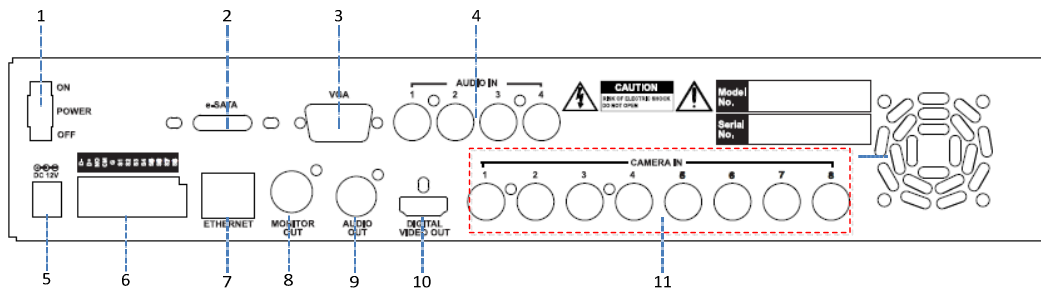 1 2 3 4
ON
POWER
OFF
e-SATA
VGA
AUDIO IN
1 2 3 4
CAUTION
RISK OF ELECTRIC SHOCK
DO NOT OPEN
Model
No.
Serial
No.
DC 12V
ETHERNET
MONITOR
OUT
AUDIO
OUT
DIGITAL
VIDEO OUT
CAMERA IN
1 2 3 4 5 6 7 8
5 6 7 8 9 10 11